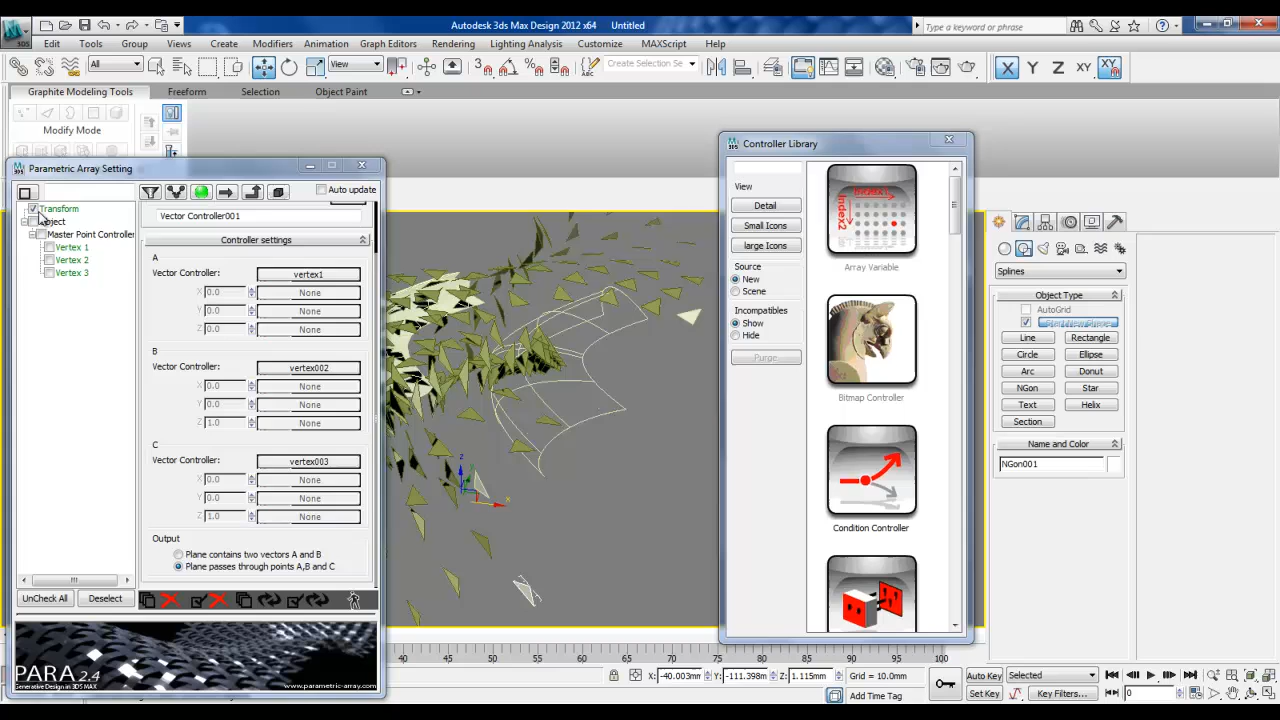 Autodesk 3ds Max Design 2012 x64 Untitled
Type a keyword or phrase
3DS
Edit Tools Group Views Create Modifiers Animation Graph Editors Rendering Lighting Analysis Customize MAXScript Help
All View Create Selection Se X Y Z XY XY
Graphite Modeling Tools Freeform Selection Object Paint
Modify Mode
Parametric Array Setting
Auto update
Transform
Master Point Controlle
Vertex 1
Vertex 2
Vertex 3
UnCheck All Deselect
Vector Controller001
Controller settings
A
Vector Controller: vertex1
X 0.0 None
Y 0.0 None
Z 0.0 None
B
Vector Controller: vertex002
X 0.0 None
Y 0.0 None
Z 1.0 None
C
Vector Controller: vertex003
X 0.0 None
Y 0.0 None
Z 1.0 None
Output
Plane contains two vectors A and B
Plane passes through points A,B and C
PARA 2.4
Generative Design in 3DS MAX
www.parametric-array.com
z
x
Controller Library
View
Detail
Small Icons
large Icons
Source
New
Scene
Incompatibles
Show
Hide
Purge
Index1
Index2
Array Variable
Bitmap Controller
Condition Controller
Splines
Object Type
AutoGrid
Start New Shape
Line Rectangle
Circle Ellipse
Arc Donut
NGon Star
Text Helix
Section
Name and Color
NGon001
40 45 50 55 60 65 70 75 80 85 90 95 100
X: -40.003mm Y: -111.398m Z: 1.115mm Grid = 10.0mm Auto Key Selected
Add Time Tag Set Key Key Filters... 0